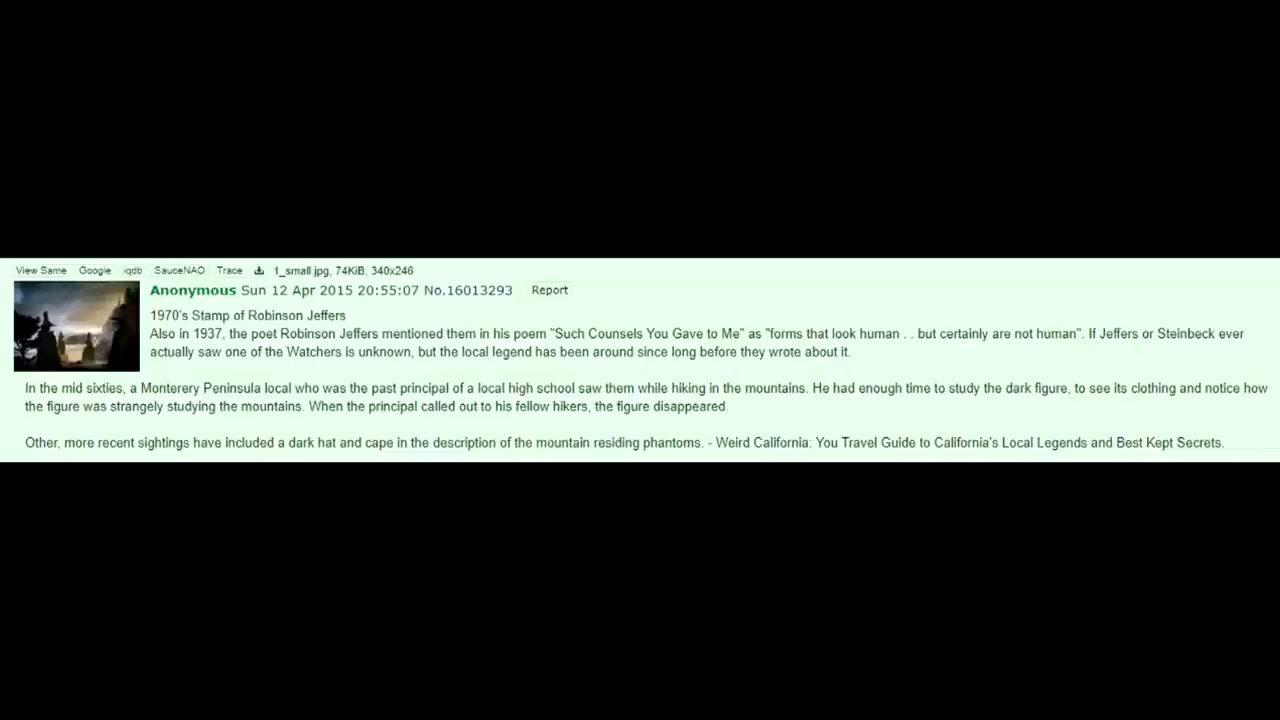 View Same Google iqdb SauceNAO Trace 1_small.jpg, 74KiB, 340x246
Anonymous Sun 12 Apr 2015 20:55:07 No.16013293 Report
1970's Stamp of Robinson Jeffers
Also in 1937, the poet Robinson Jeffers mentioned them in his poem "Such Counsels You Gave to Me" as "forms that look human . . but certainly are not human". If Jeffers or Steinbeck ever
actually saw one of the Watchers is unknown, but the local legend has been around since long before they wrote about it.
In the mid sixties, a Monterery Peninsula local who was the past principal of a local high school saw them while hiking in the mountains. He had enough time to study the dark figure, to see its clothing and notice how
the figure was strangely studying the mountains. When the principal called out to his fellow hikers, the figure disappeared.
Other, more recent sightings have included a dark hat and cape in the description of the mountain residing phantoms. - Weird California: You Travel Guide to California's Local Legends and Best Kept Secrets.